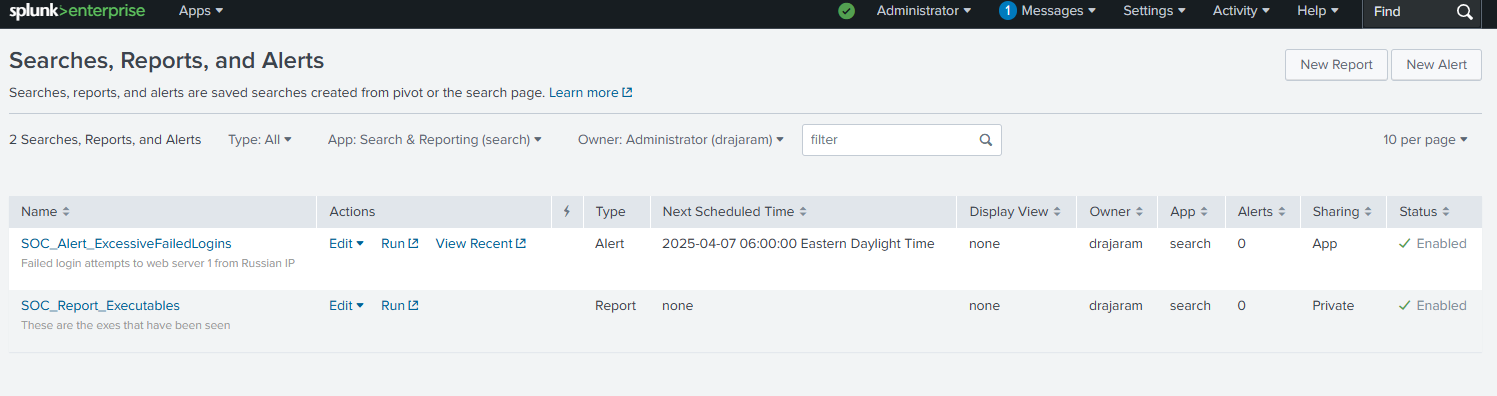 splunk>enterprise Apps Administrator 1 Messages Settings Activity Help Find
Searches, Reports, and Alerts
New Report New Alert
Searches, reports, and alerts are saved searches created from pivot or the search page. Learn more
2 Searches, Reports, and Alerts Type: All App: Search & Reporting (search) Owner: Administrator (drajaram) filter 10 per page
Name Actions Type Next Scheduled Time Display View Owner App Alerts Sharing Status
SOC_Alert_ExcessiveFailedLogins Edit Run View Recent Alert 2025-04-07 06:00:00 Eastern Daylight Time none drajaram search 0 App Enabled
Failed login attempts to web server 1 from Russian IP
SOC_Report_Executables Edit Run Report none none drajaram search 0 Private Enabled
These are the exes that have been seen